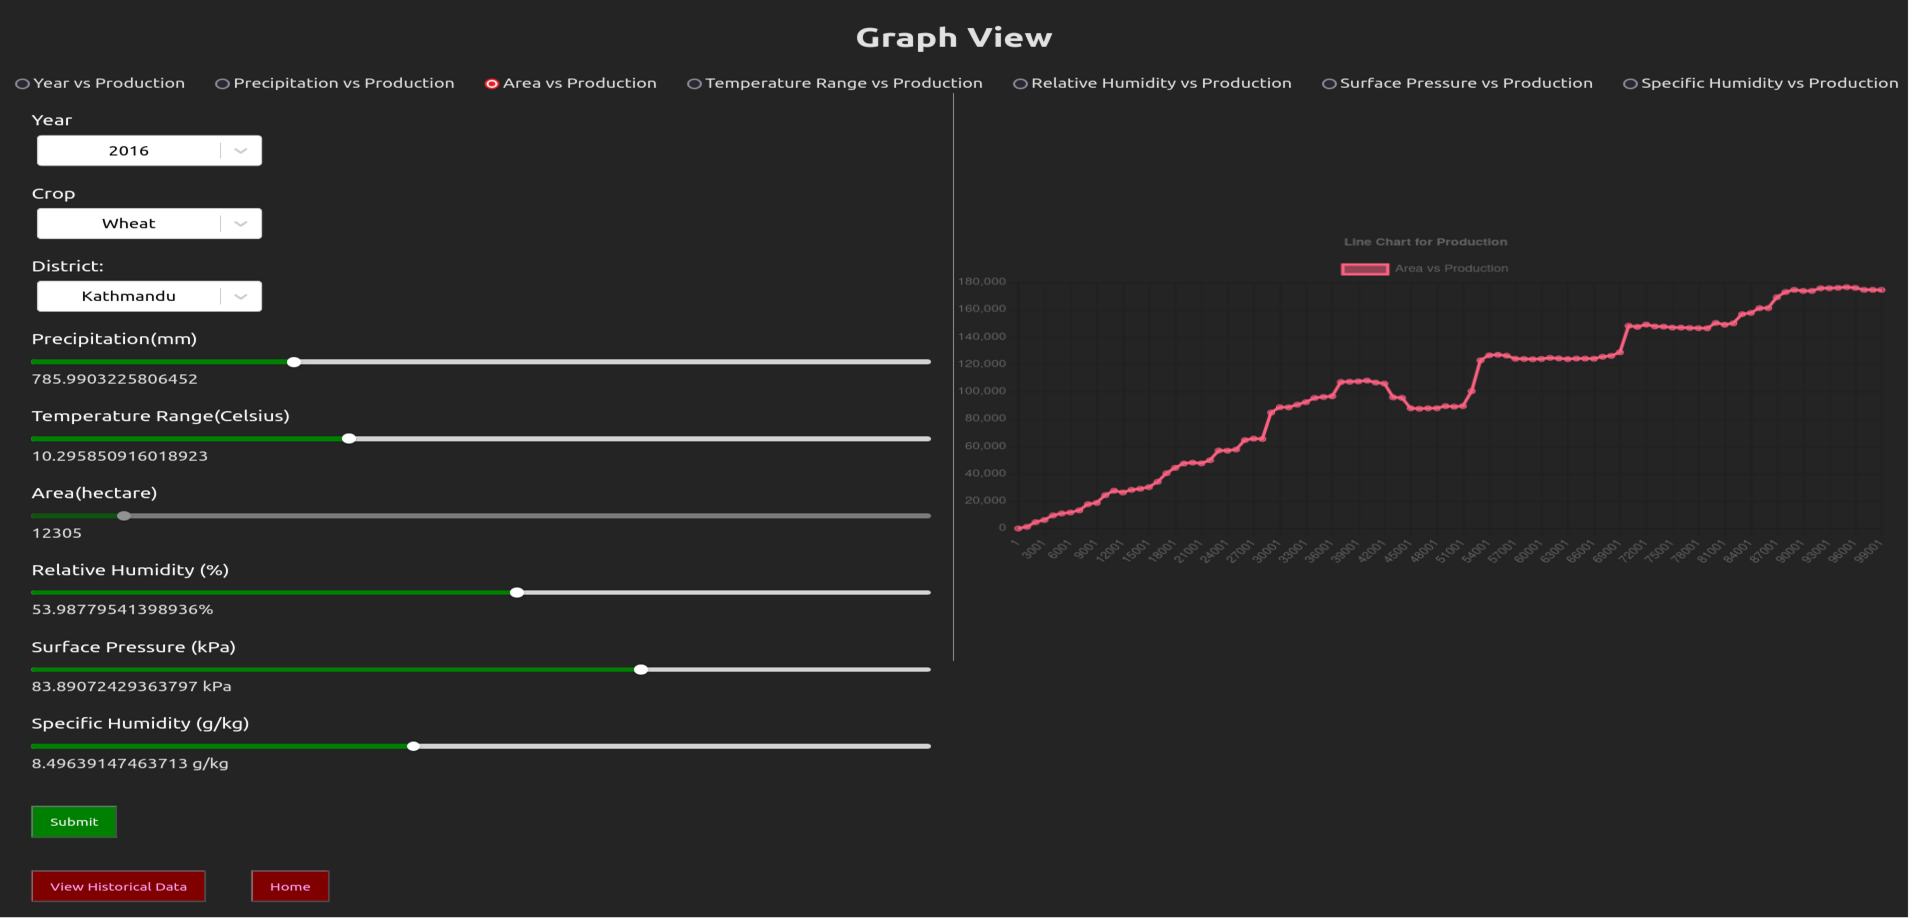 Graph View
Year vs Production Precipitation vs Production Area vs Production Temperature Range vs Production Relative Humidity vs Production Surface Pressure vs Production Specific Humidity vs Production
Year
2016
Crop
Wheat
District:
Kathmandu
Precipitation(mm)
785.9903225806452
Temperature Range(Celsius)
10.295850916018923
Area(hectare)
12305
Relative Humidity (%)
53.98779541398936%
Surface Pressure (kPa)
83.89072429363797 kPa
Specific Humidity (g/kg)
8.49639147463713 g/kg
Submit
View Historical Data Home
Line Chart for Production
Area vs Production
180,000
160,000
140,000
120,000
100,000
80,000
60,000
40,000
20,000
0
1 3001 6001 9001 12001 15001 18001 21001 24001 27001 30001 33001 36001 39001 42001 45001 48001 51001 54001 57001 60001 63001 66001 69001 72001 75001 78001 81001 84001 87001 90001 93001 96001 99001